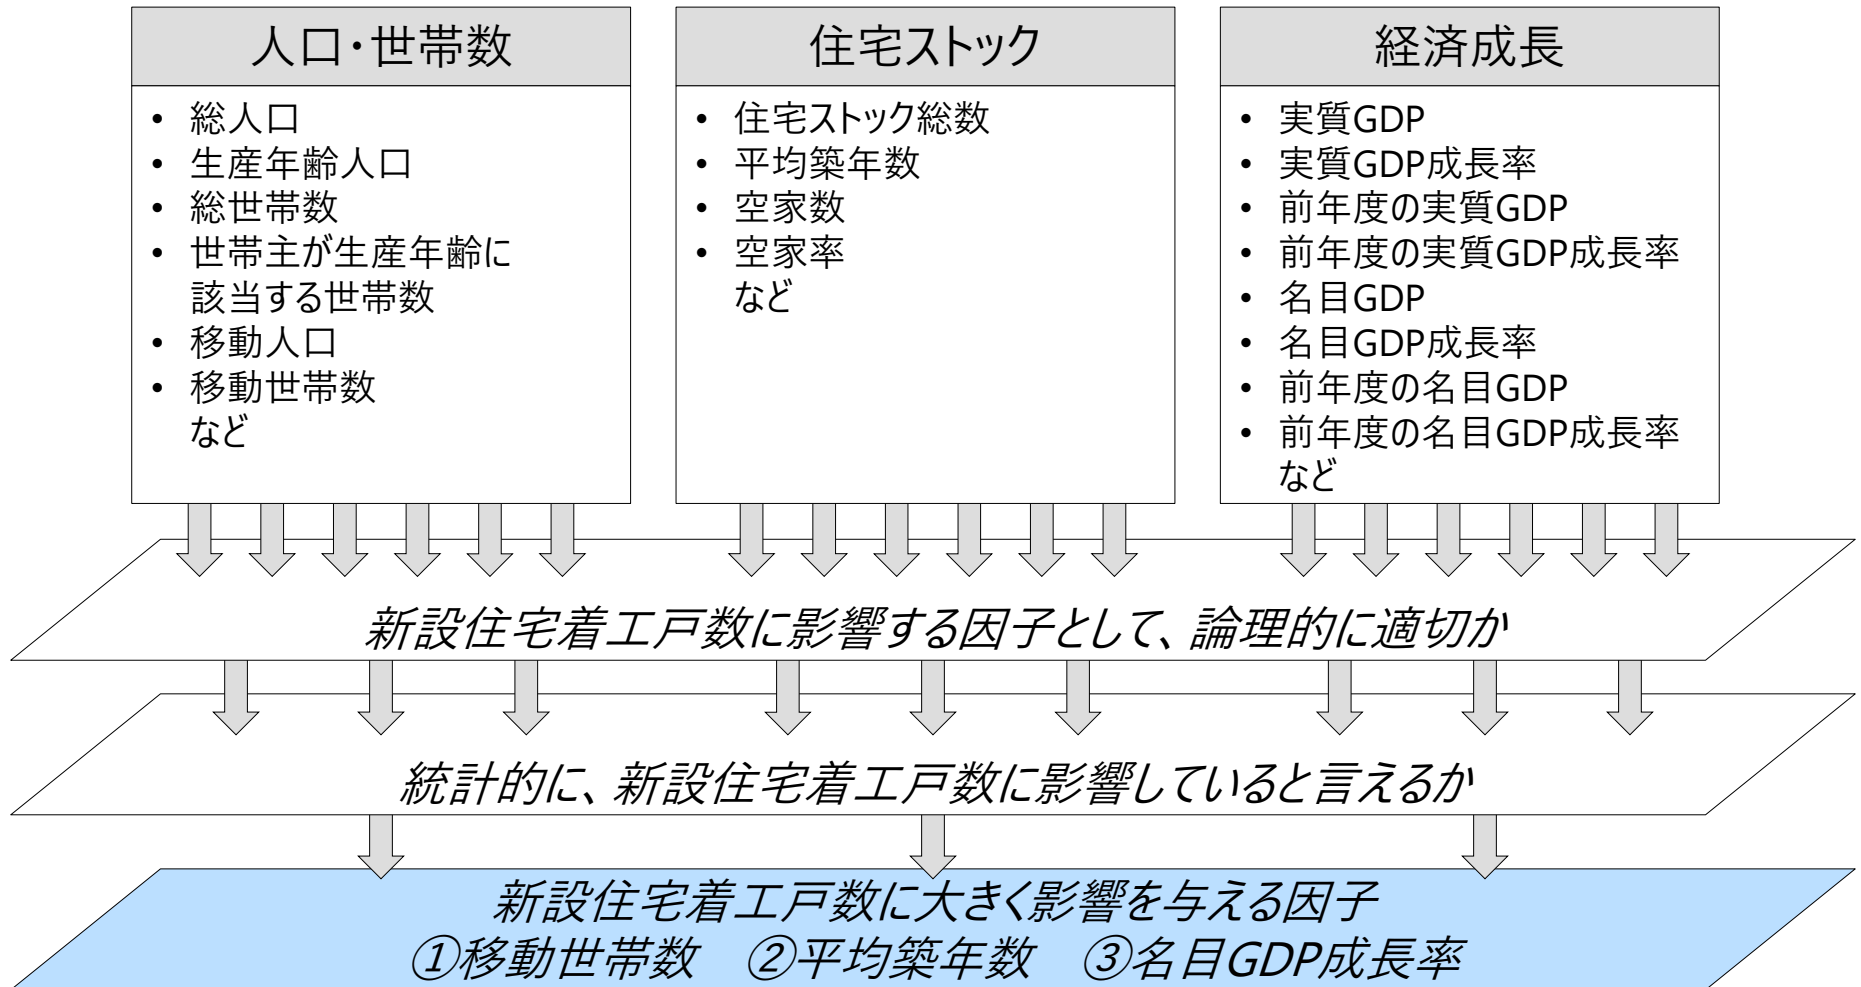 人口・世帯数
• 総人口
• 生産年齢人口
• 総世帯数
• 世帯主が生産年齢に
該当する世帯数
• 移動人口
• 移動世帯数
など
住宅ストック
• 住宅ストック総数
• 平均築年数
• 空家数
• 空家率
など
経済成長
• 実質GDP
• 実質GDP成長率
• 前年度の実質GDP
• 前年度の実質GDP成長率
• 名目GDP
• 名目GDP成長率
• 前年度の名目GDP
• 前年度の名目GDP成長率
など
新設住宅着工戸数に影響する因子として、論理的に適切か
統計的に、新設住宅着工戸数に影響していると言えるか
新設住宅着工戸数に大きく影響を与える因子
①移動世帯数 ②平均築年数 ③名目GDP成長率